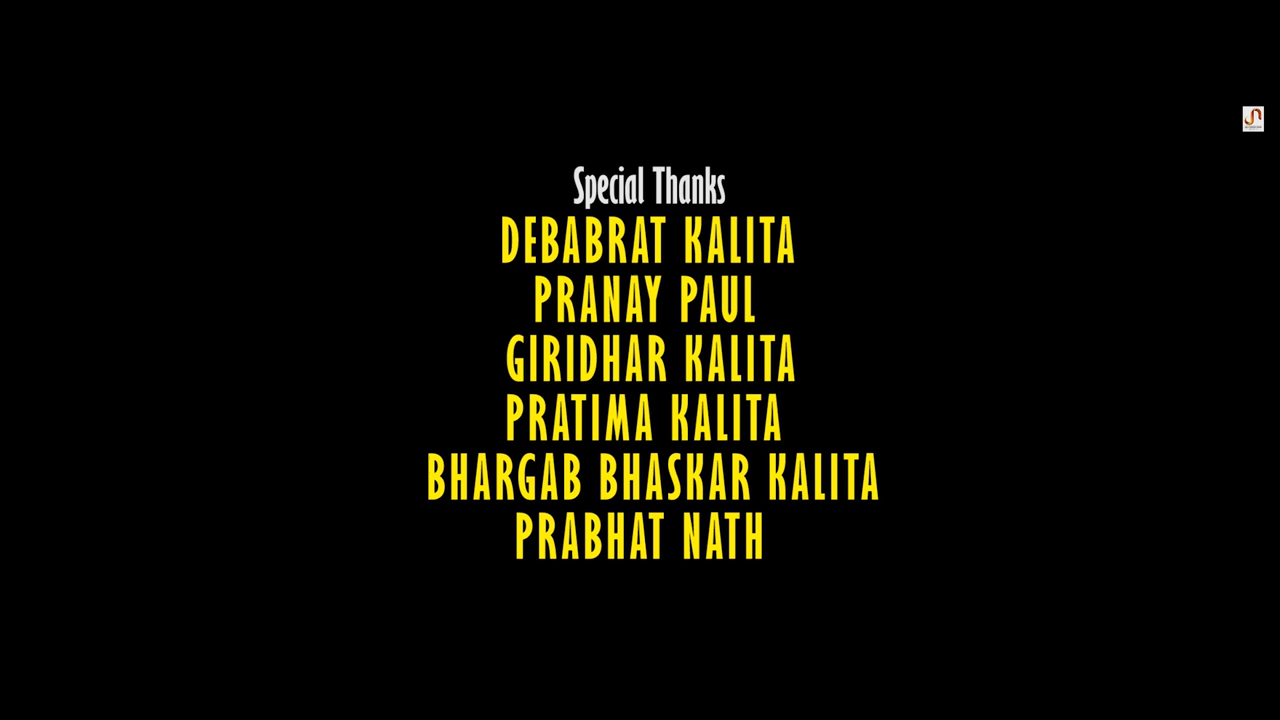 Special Thanks
DEBABRAT KALITA
PRANAY PAUL
GIRIDHAR KALITA
PRATIMA KALITA
BHARGAB BHASKAR KALITA
PRABHAT NATH